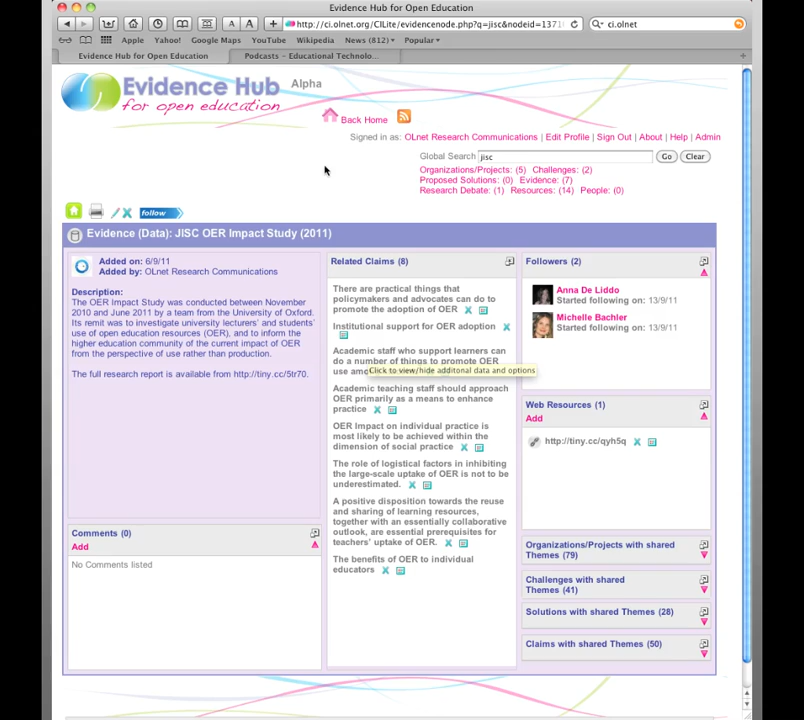 Evidence Hub for Open Education
http://ci.olnet.org/CILite/evidencenode.php?q=jisc&nodeid=1371
ci.olnet
Apple Yahoo! Google Maps YouTube Wikipedia News (812) Popular
Evidence Hub for Open Education
Podcasts – Educational Technolo...
Evidence Hub Alpha
for open education
Back Home
Signed in as: OLnet Research Communications | Edit Profile | Sign Out | About | Help | Admin
Global Search jisc Go Clear
Organizations/Projects: (5) Challenges: (2)
Proposed Solutions: (0) Evidence: (7)
Research Debate: (1) Resources: (14) People: (0)
follow
Evidence (Data): JISC OER Impact Study (2011)
Added on: 6/9/11
Added by: OLnet Research Communications
Description:
The OER Impact Study was conducted between November
2010 and June 2011 by a team from the University of Oxford.
Its remit was to investigate university lecturers' and students'
use of open education resources (OER), and to inform the
higher education community of the current impact of OER
from the perspective of use rather than production.
The full research report is available from http://tiny.cc/5tr70.
Comments (0)
Add
No Comments listed
Related Claims (8)
There are practical things that
policymakers and advocates can do to
promote the adoption of OER
Institutional support for OER adoption
Academic staff who support learners can
do a number of things to promote OER
use
Click to view/hide additonal data and options
Academic teaching staff should approach
OER primarily as a means to enhance
practice
OER Impact on individual practice is
most likely to be achieved within the
dimension of social practice
The role of logistical factors in inhibiting
the large-scale uptake of OER is not to be
underestimated.
A positive disposition towards the reuse
and sharing of learning resources,
together with an essentially collaborative
outlook, are essential prerequisites for
teachers' uptake of OER.
The benefits of OER to individual
educators
Followers (2)
Anna De Liddo
Started following on: 13/9/11
Michelle Bachler
Started following on: 13/9/11
Web Resources (1)
Add
http://tiny.cc/qyh5q
Organizations/Projects with shared
Themes (79)
Challenges with shared
Themes (41)
Solutions with shared Themes (28)
Claims with shared Themes (50)